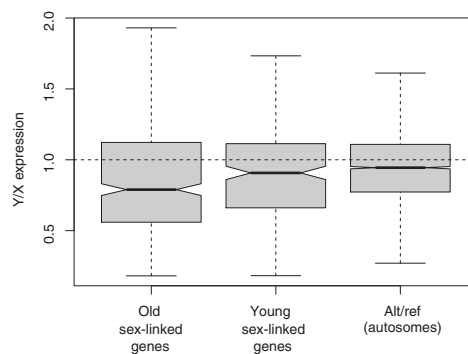 2.0
1.5
1.0
0.5
Y/X expression
Old
sex-linked
genes
Young
sex-linked
genes
Alt/ref
(autosomes)